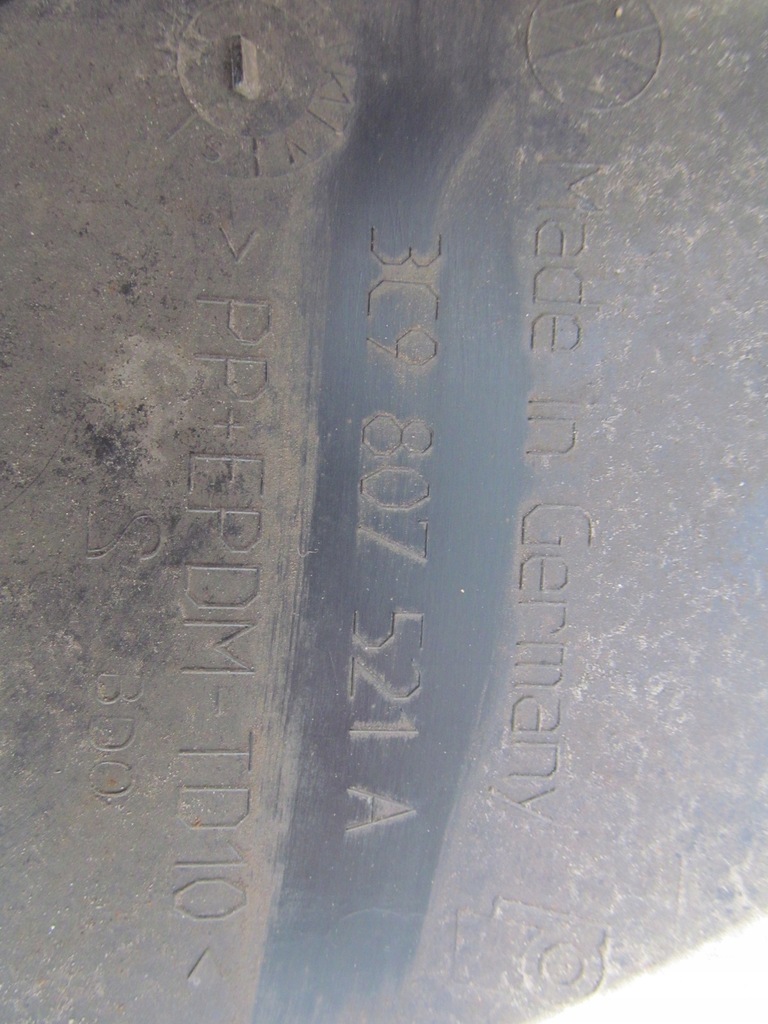 Made in Germany
3C9 807 521 A
>PP+EPDM-TD10<